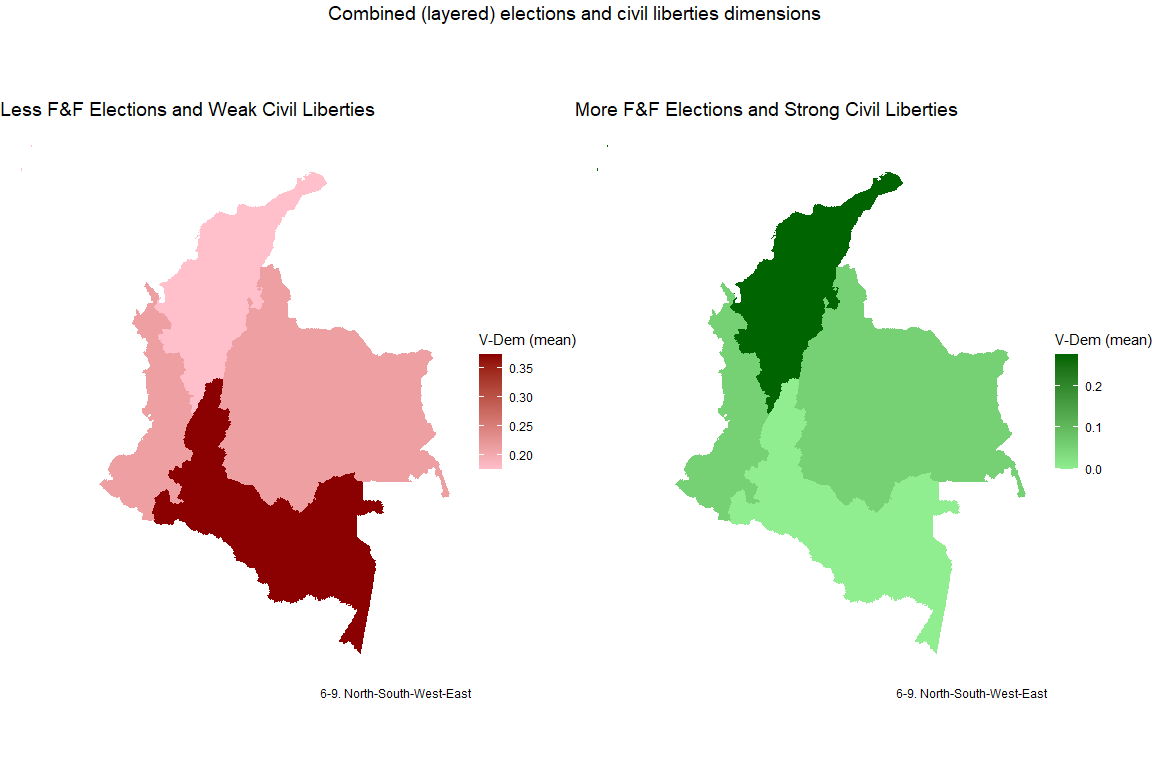 Combined (layered) elections and civil liberties dimensions
Less F&F Elections and Weak Civil Liberties
V-Dem (mean)
0.35
0.30
0.25
0.20
6-9. North-South-West-East
More F&F Elections and Strong Civil Liberties
V-Dem (mean)
0.2
0.1
0.0
6-9. North-South-West-East